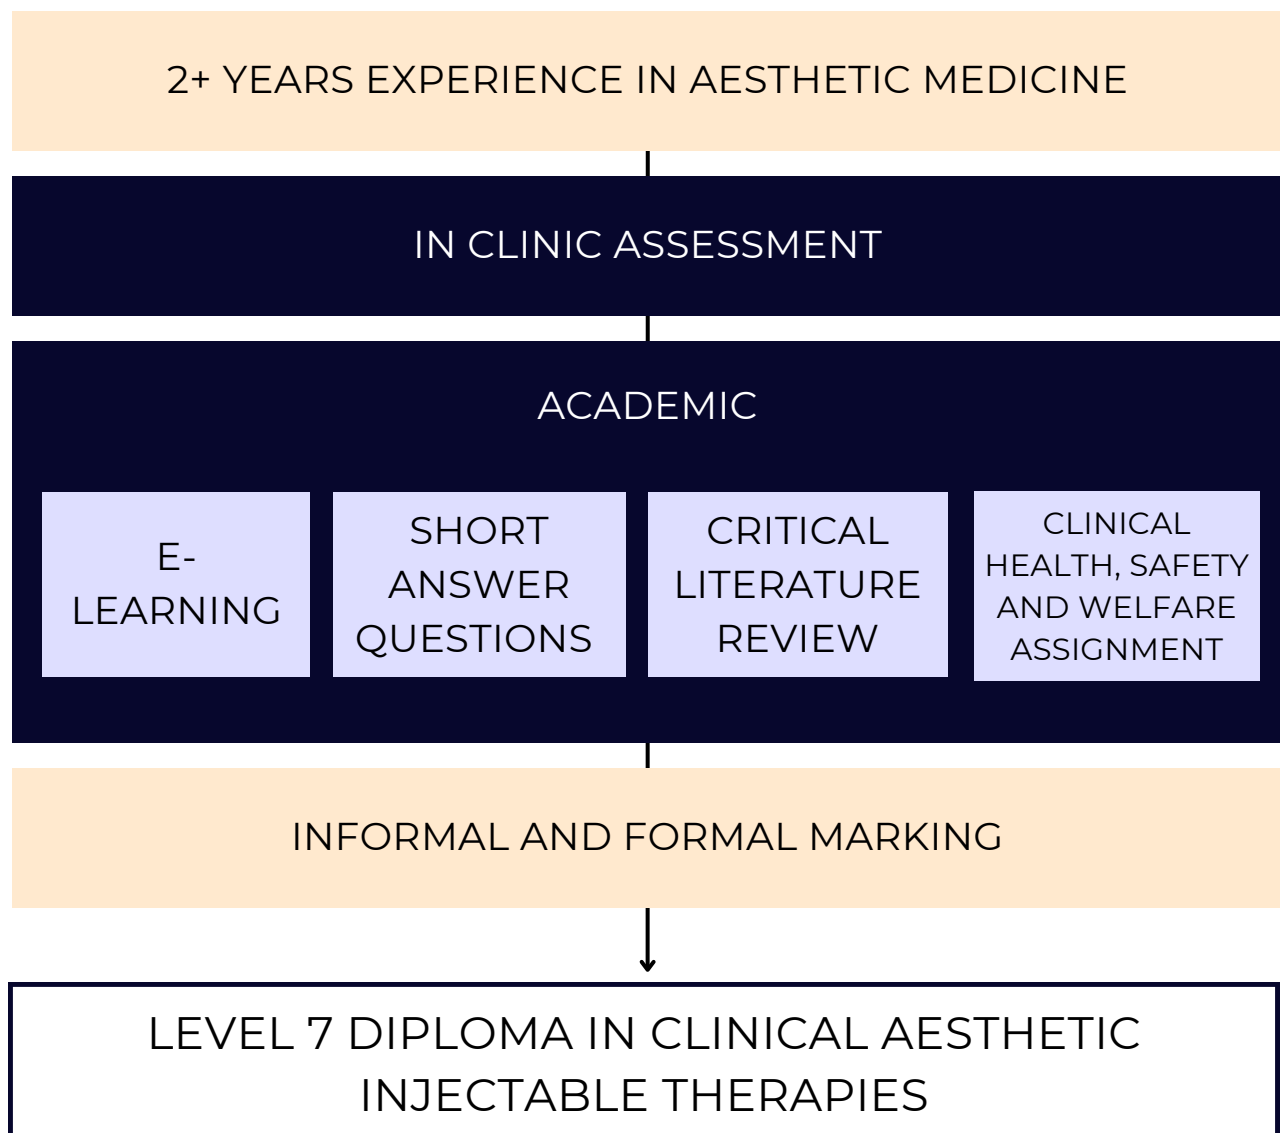 2+ YEARS EXPERIENCE IN AESTHETIC MEDICINE
IN CLINIC ASSESSMENT
ACADEMIC
E-
LEARNING
SHORT
ANSWER
QUESTIONS
CRITICAL
LITERATURE
REVIEW
CLINICAL
HEALTH, SAFETY
AND WELFARE
ASSIGNMENT
INFORMAL AND FORMAL MARKING
LEVEL 7 DIPLOMA IN CLINICAL AESTHETIC
INJECTABLE THERAPIES